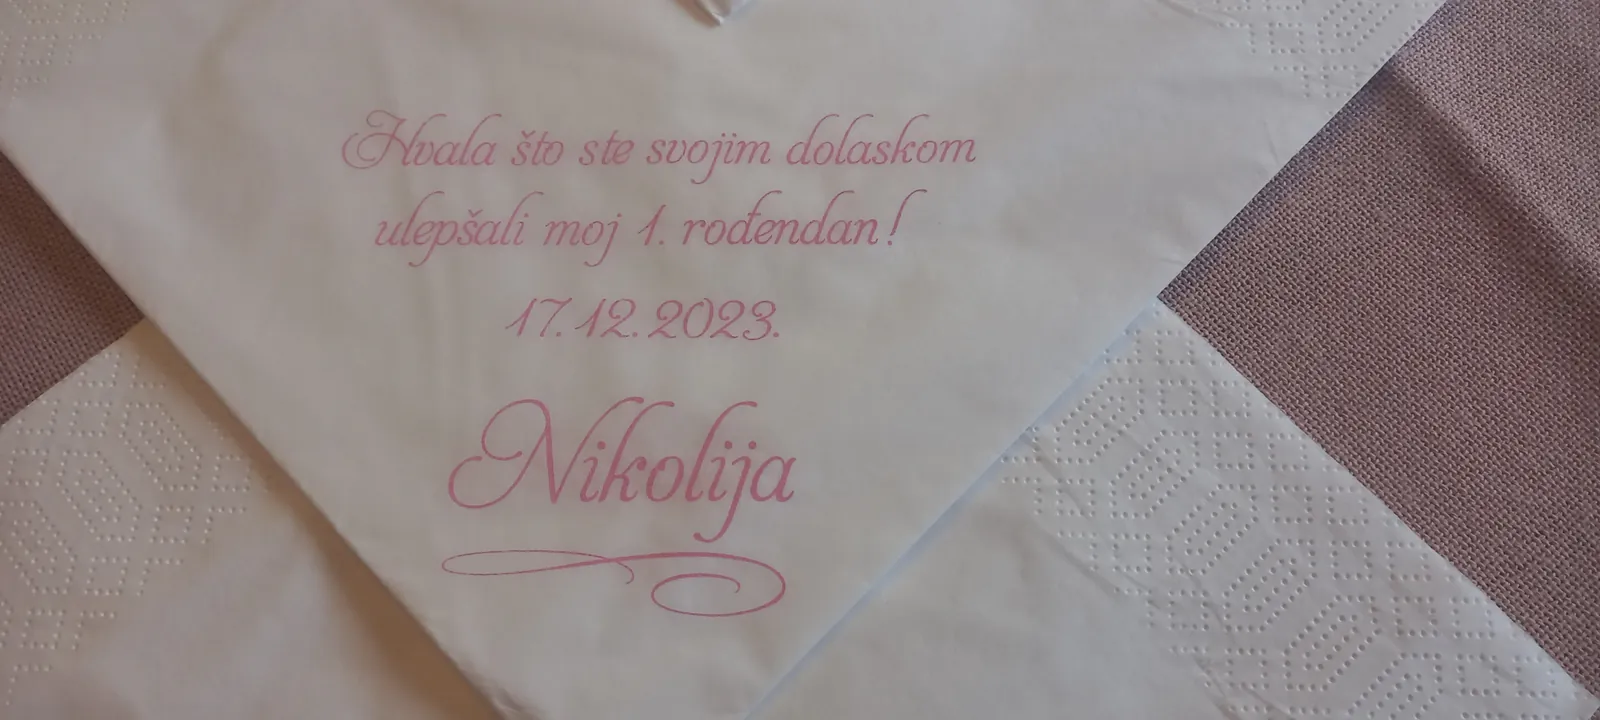 Hvala što ste svojim dolaskom
ulepšali moj 1. rođendan!
17.12.2023.
Nikolija